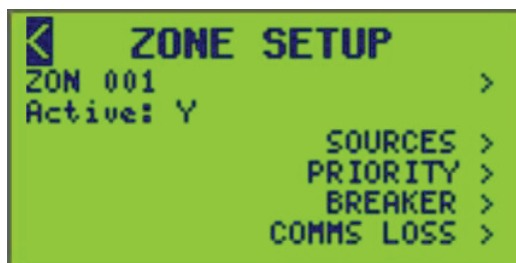 < ZONE SETUP
ZON 001 >
Active: Y
SOURCES >
PRIORITY >
BREAKER >
COMMS LOSS >